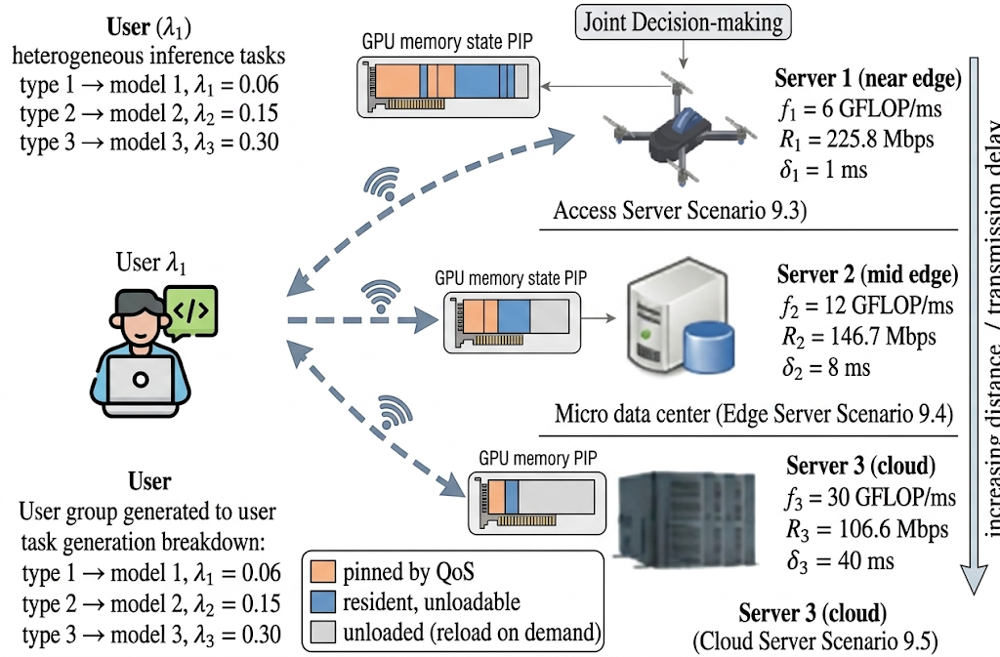 User (λ₁)
heterogeneous inference tasks
type 1 → model 1, λ₁ = 0.06
type 2 → model 2, λ₂ = 0.15
type 3 → model 3, λ₃ = 0.30
Joint Decision-making
GPU memory state PIP
Server 1 (near edge)
f₁ = 6 GFLOP/ms
R₁ = 225.8 Mbps
δ₁ = 1 ms
Access Server Scenario 9.3)
User λ₁
</>
GPU memory state PIP
Server 2 (mid edge)
f₂ = 12 GFLOP/ms
R₂ = 146.7 Mbps
δ₂ = 8 ms
Micro data center (Edge Server Scenario 9.4)
GPU memory PIP
Server 3 (cloud)
f₃ = 30 GFLOP/ms
R₃ = 106.6 Mbps
δ₃ = 40 ms
Server 3 (cloud)
(Cloud Server Scenario 9.5)
increasing distance / transmission delay
User
User group generated to user
task generation breakdown:
type 1 → model 1, λ₁ = 0.06
type 2 → model 2, λ₂ = 0.15
type 3 → model 3, λ₃ = 0.30
pinned by QoS
resident, unloadable
unloaded (reload on demand)